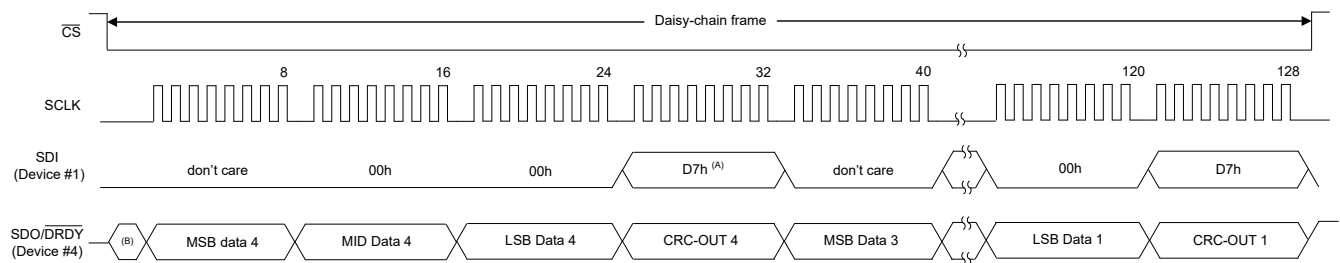 Daisy-chain frame
CS
8 16 24 32 40 120 128
SCLK
SDI
(Device #1)
don't care 00h 00h D7h (A) don't care 00h D7h
SDO/DRDY
(Device #4)
(B) MSB data 4 MID Data 4 LSB Data 4 CRC-OUT 4 MSB Data 3 LSB Data 1 CRC-OUT 1